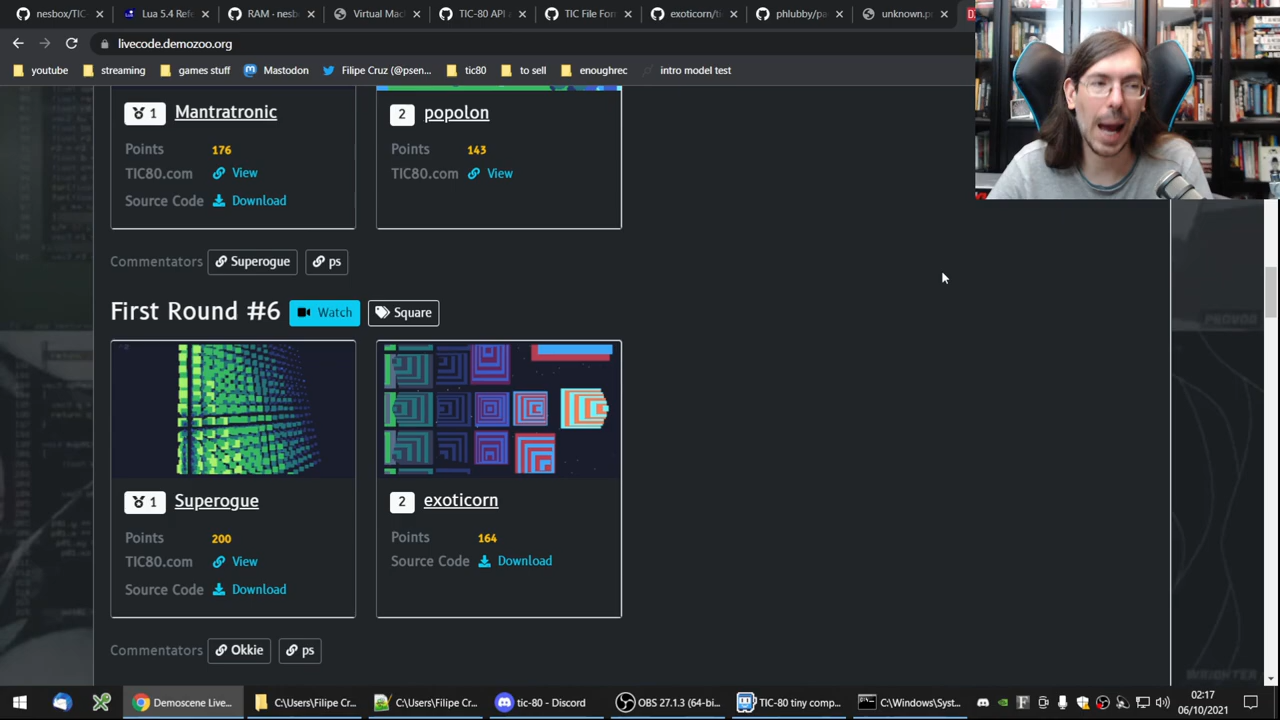 nesbox/TIC-
Lua 5.4 Refe
RAM - nesb
Virtual Mac
TIC-80 API
TIC File For
exoticorn/ti
phlubby/pa
unknown.p
livecode.demozoo.org
youtube
streaming
games stuff
Mastodon
Filipe Cruz (@psen...
tic80
to sell
enoughrec
intro model test
1 Mantratronic
2 popolon
Points 176
Points 143
TIC80.com View
TIC80.com View
Source Code Download
Commentators Superogue ps
First Round #6 Watch Square
1 Superogue
2 exoticorn
Points 200
Points 164
TIC80.com View
Source Code Download
Source Code Download
Commentators Okkie ps
PROVOD
WRIGHTER
Demoscene Live...
C:\Users\Filipe Cr...
C:\Users\Filipe Cr...
tic-80 - Discord
OBS 27.1.3 (64-bi...
TIC-80 tiny comp...
C:\Windows\Syst...
02:17
06/10/2021